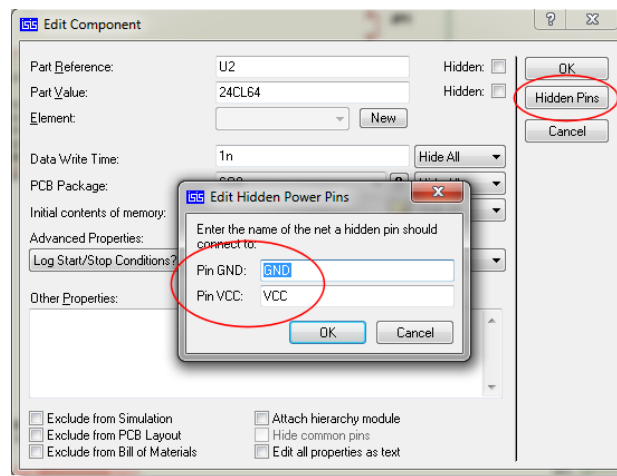 ISIS Edit Component
Part Reference: U2 Hidden:
Part Value: 24CL64 Hidden:
Element: New
OK
Hidden Pins
Cancel
Data Write Time: 1n Hide All
PCB Package:
Initial contents of memory:
Advanced Properties:
Log Start/Stop Conditions?
Other Properties:
ISIS Edit Hidden Power Pins
Enter the name of the net a hidden pin should
connect to:
Pin GND: GND
Pin VCC: VCC
OK Cancel
Exclude from Simulation Attach hierarchy module
Exclude from PCB Layout Hide common pins
Exclude from Bill of Materials Edit all properties as text